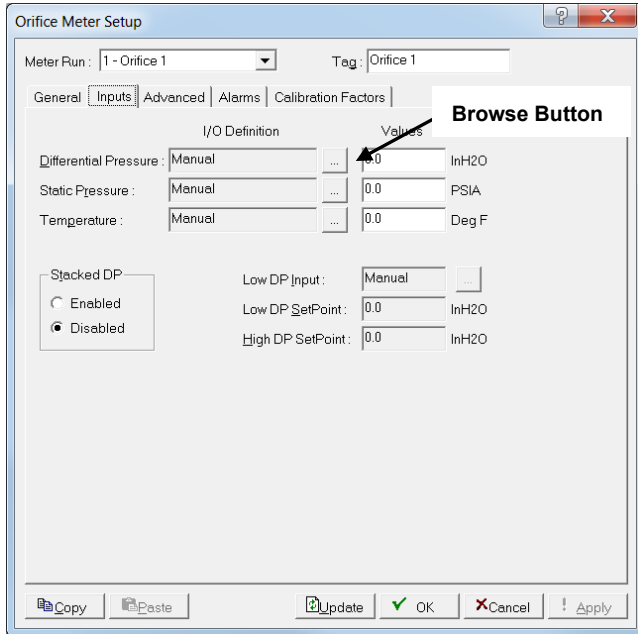 Orifice Meter Setup
Meter Run : 1 - Orifice 1 Tag : Orifice 1
General Inputs Advanced Alarms Calibration Factors
Browse Button
I/O Definition Values
Differential Pressure : Manual ... 0.0 InH2O
Static Pressure : Manual ... 0.0 PSIA
Temperature : Manual ... 0.0 Deg F
Stacked DP
Enabled
Disabled
Low DP Input : Manual ...
Low DP SetPoint : 0.0 InH2O
High DP SetPoint : 0.0 InH2O
Copy Paste Update OK Cancel ! Apply